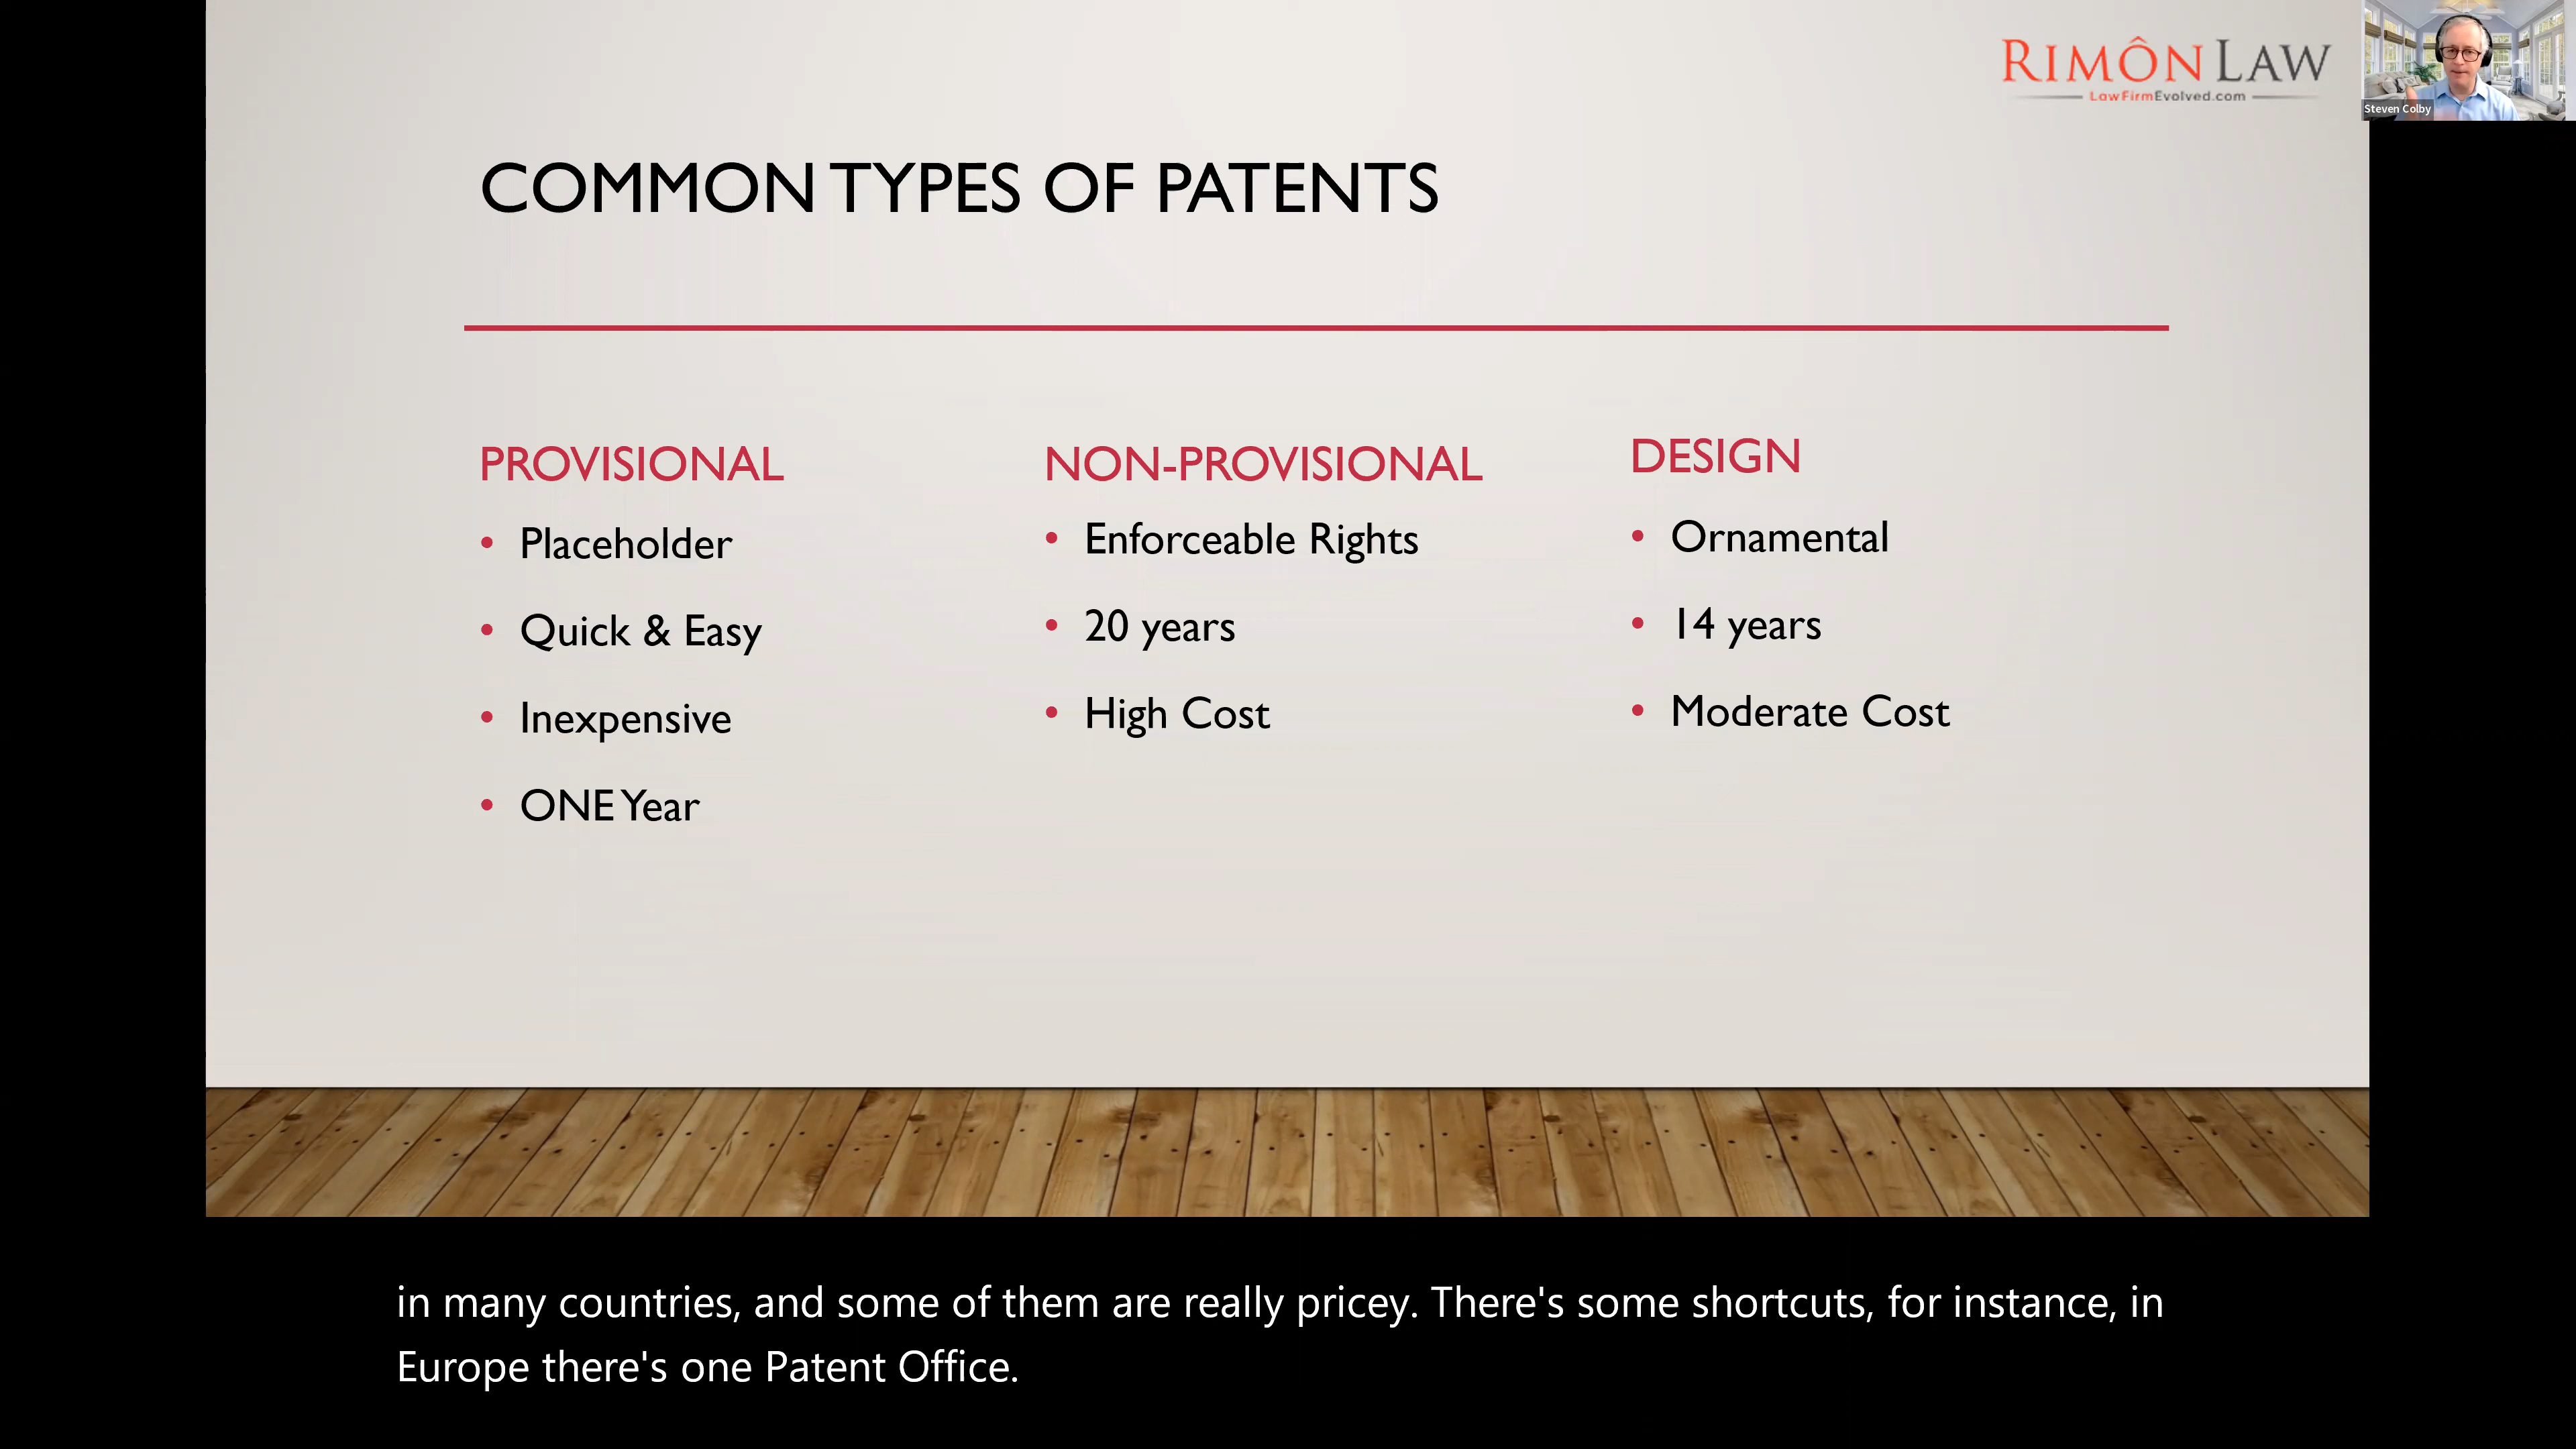 RIMÔN LAW
LawFirmEvolved.com
Steven Colby
COMMON TYPES OF PATENTS
PROVISIONAL
• Placeholder
• Quick & Easy
• Inexpensive
• ONE Year
NON-PROVISIONAL
• Enforceable Rights
• 20 years
• High Cost
DESIGN
• Ornamental
• 14 years
• Moderate Cost
in many countries, and some of them are really pricey. There's some shortcuts, for instance, in
Europe there's one Patent Office.